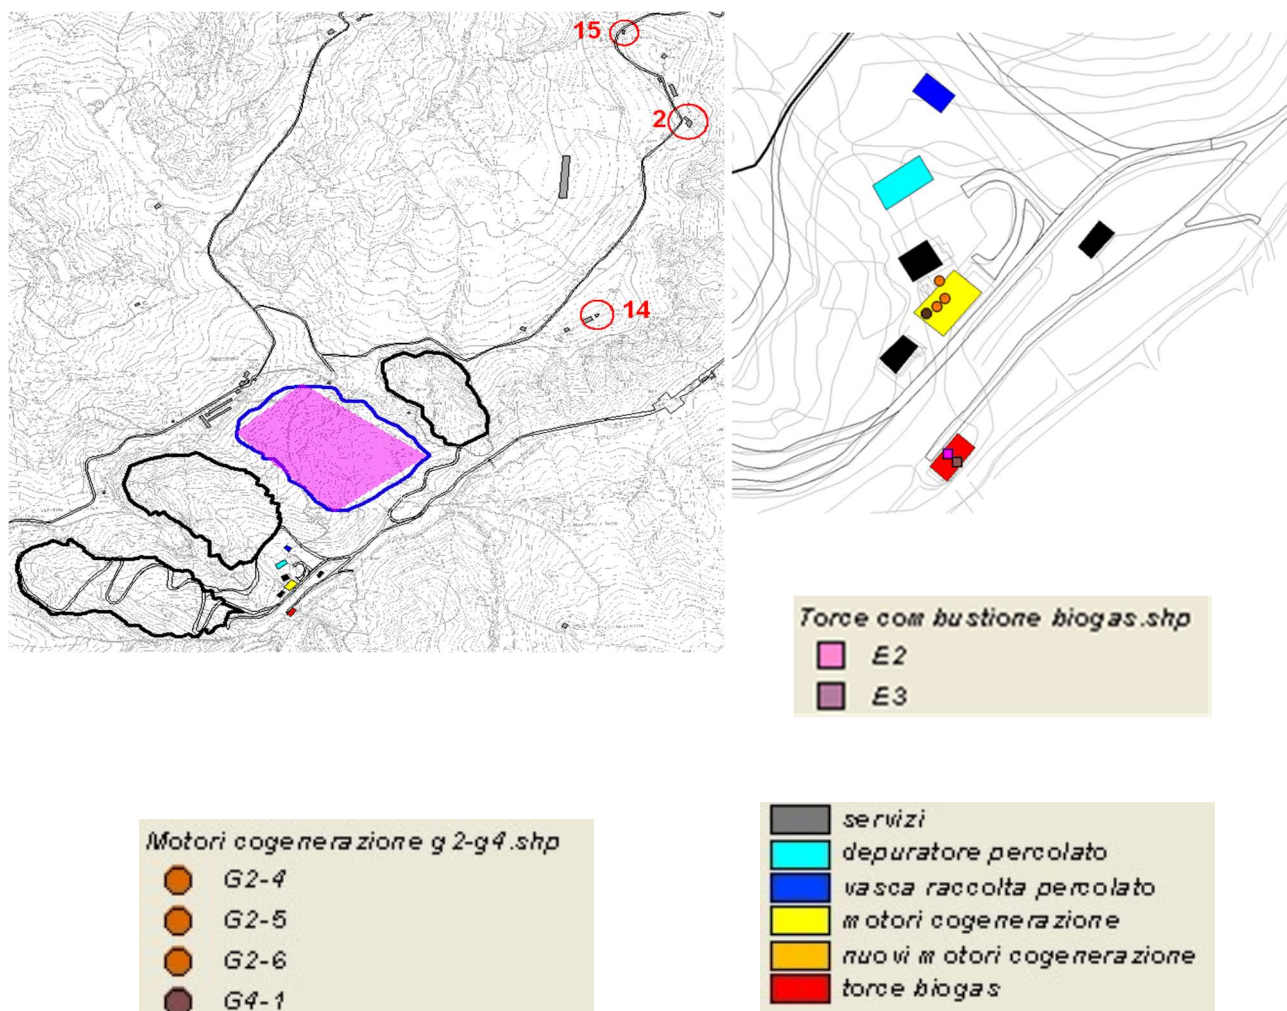 15
2
14
Torce combustione biogas.shp
E2
E3
Motori cogenerazione g2-g4.shp
G2-4
G2-5
G2-6
G4-1
servizi
depuratore percolato
vasca raccolta percolato
motori cogenerazione
nuovi motori cogenerazione
torce biogas